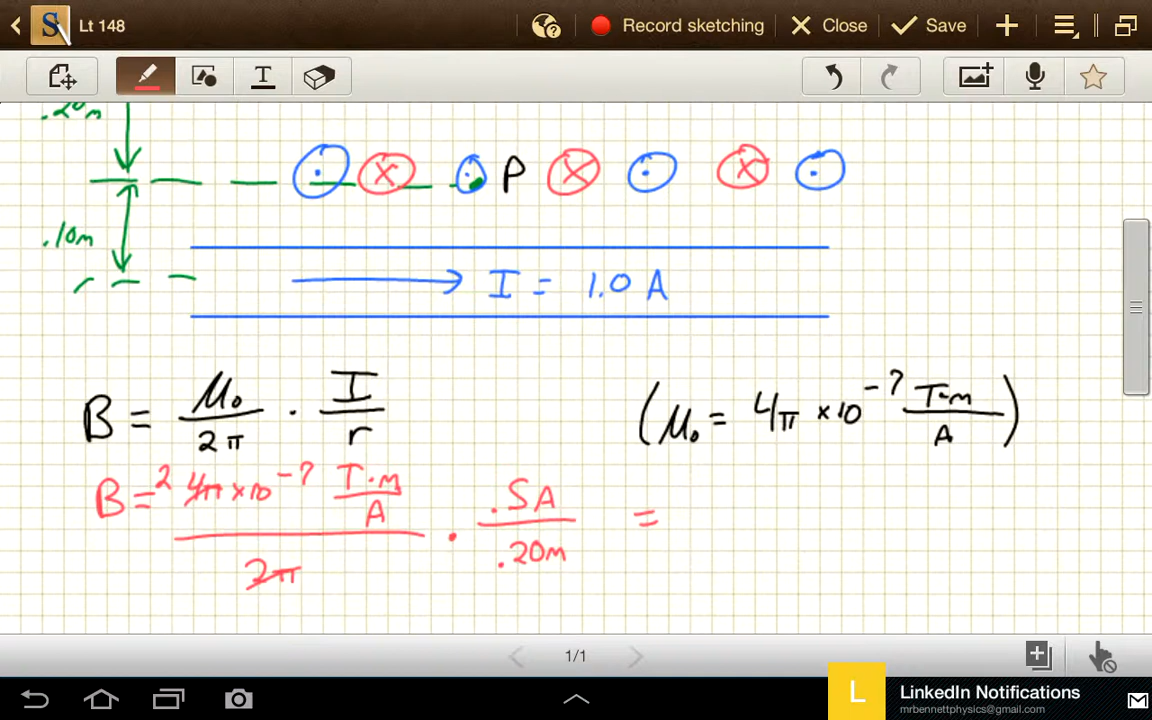 S Lt 148 Record sketching Close Save
T
.20m
P
.10m
I = 1.0 A
B = μ₀/2π · I/r (μ₀ = 4π × 10⁻⁷ T·m/A)
B = 2 4π × 10⁻⁷ T·m/A / 2π · .5A/.20m =
1/1
L LinkedIn Notifications
mrbennettphysics@gmail.com